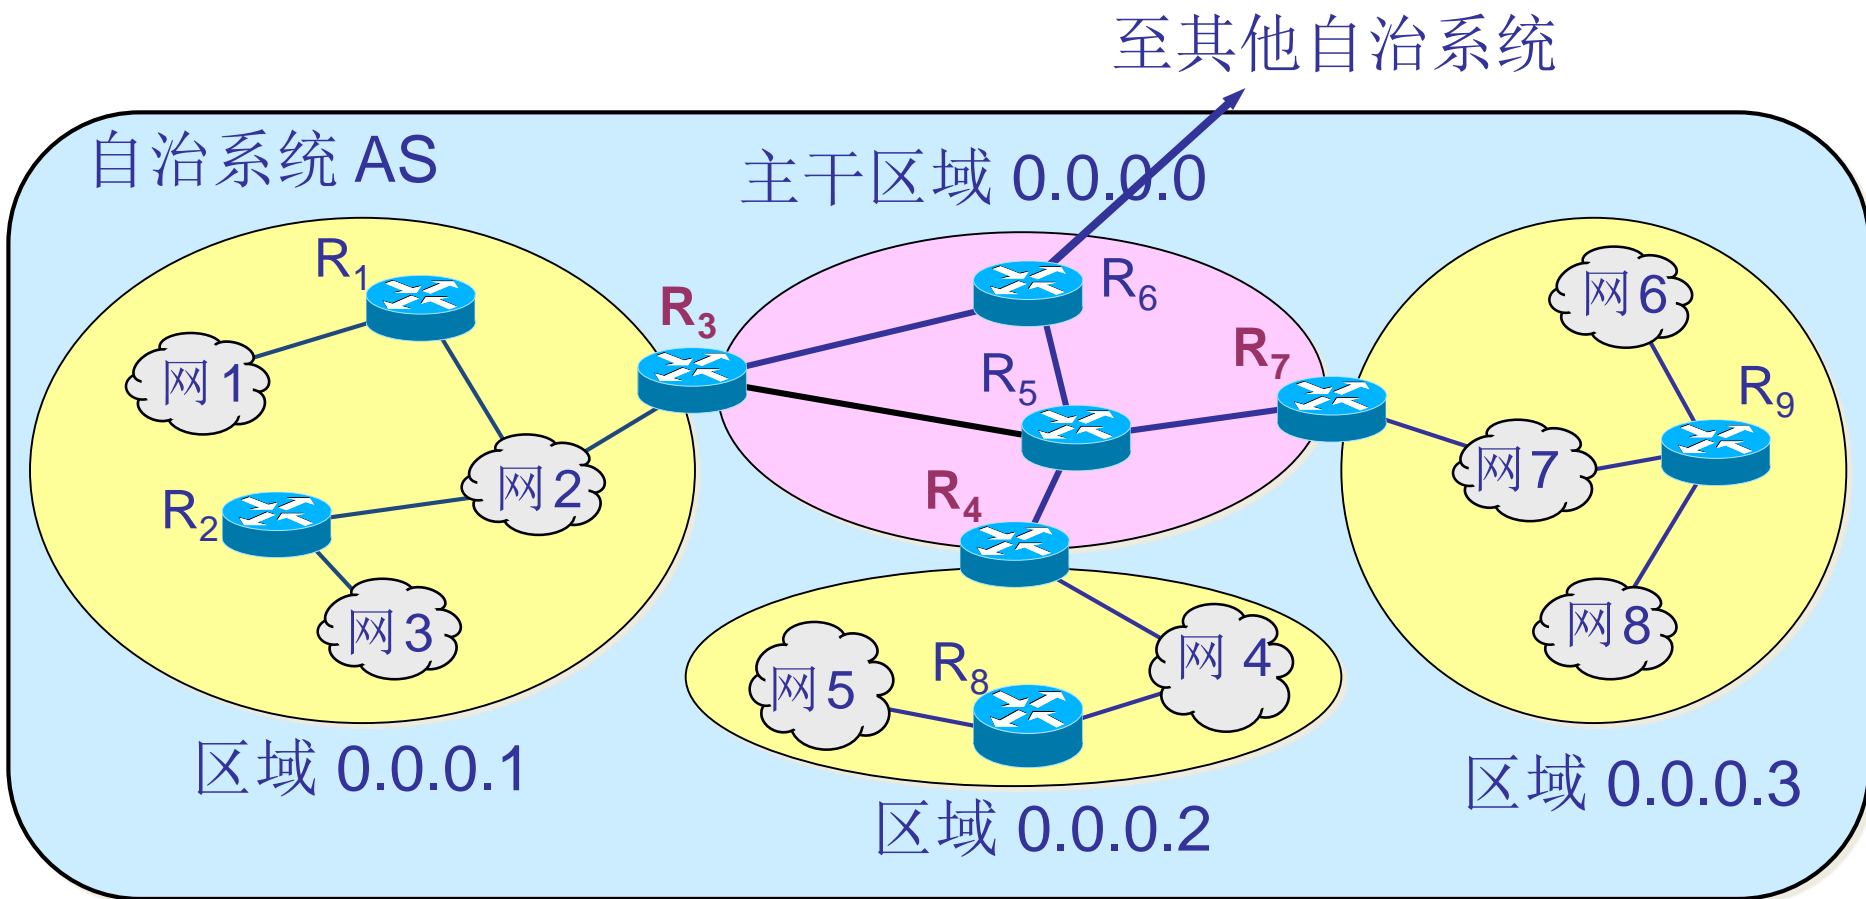 至其他自治系统
自治系统 AS
主干区域 0.0.0.0
R1
R3
R6
R7
R5
R9
R4
R2
R8
网1
网2
网3
网6
网7
网8
网5
网 4
区域 0.0.0.1
区域 0.0.0.2
区域 0.0.0.3